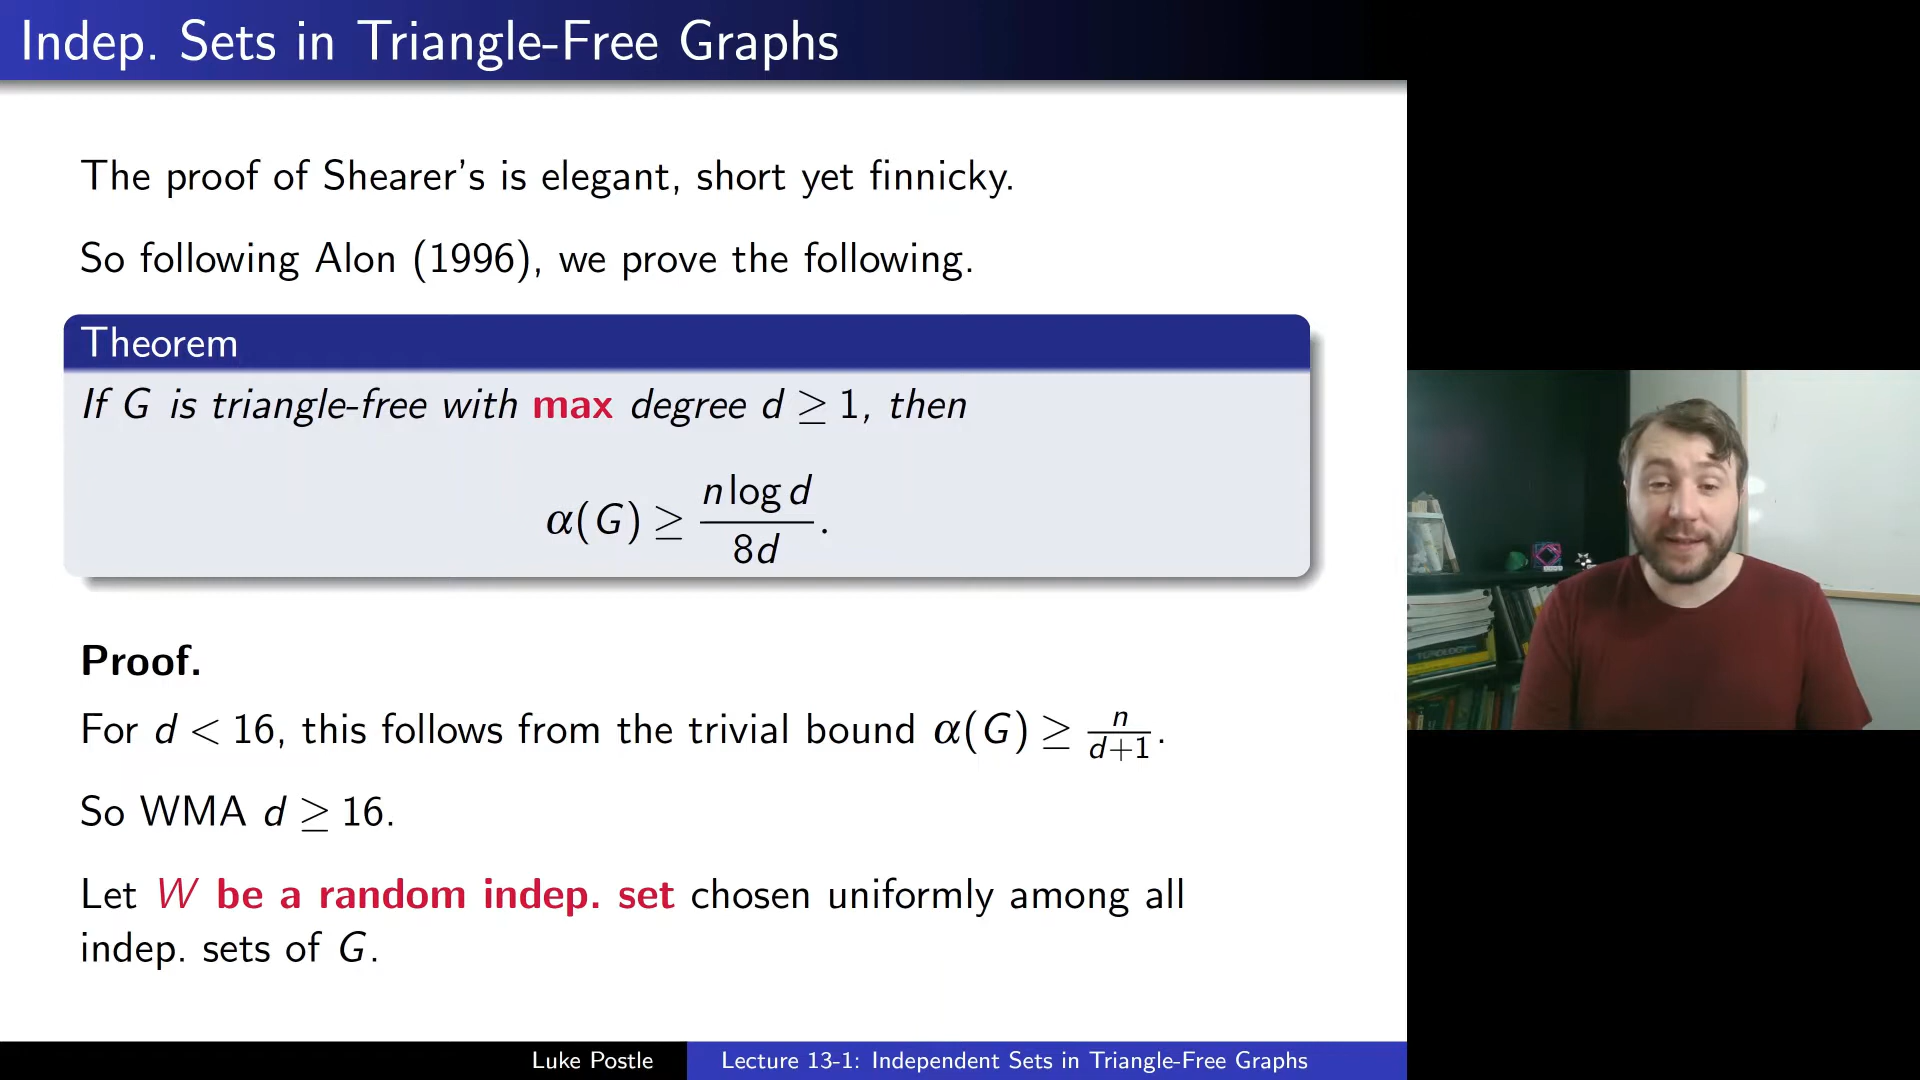 Indep. Sets in Triangle-Free Graphs
The proof of Shearer's is elegant, short yet finnicky.
So following Alon (1996), we prove the following.
Theorem
If G is triangle-free with max degree d ≥ 1, then
α(G) ≥ n log d / 8d.
Proof.
For d < 16, this follows from the trivial bound α(G) ≥ n/(d+1).
So WMA d ≥ 16.
Let W be a random indep. set chosen uniformly among all
indep. sets of G.
TOPOLOGY
Luke Postle
Lecture 13-1: Independent Sets in Triangle-Free Graphs